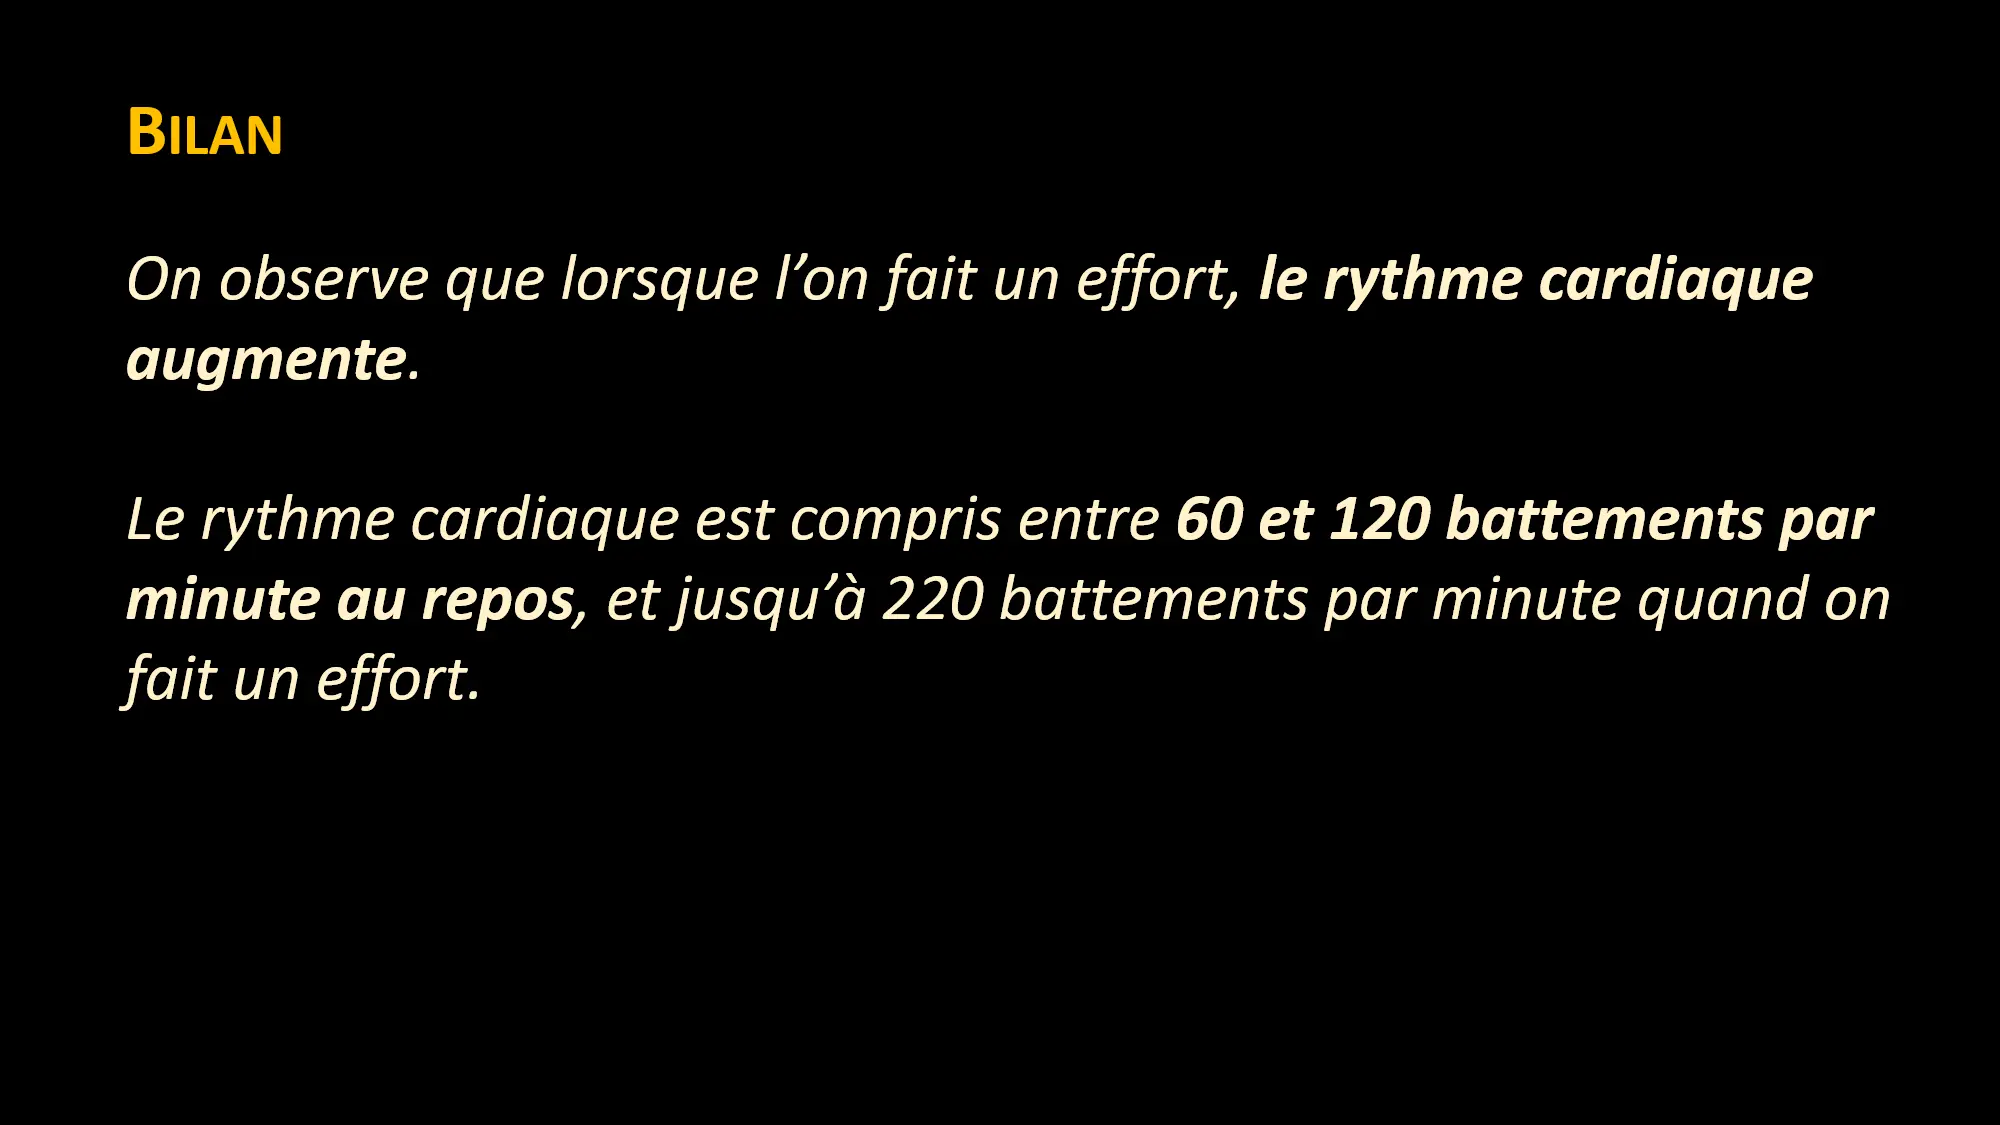 BILAN
On observe que lorsque l’on fait un effort, le rythme cardiaque
augmente.
Le rythme cardiaque est compris entre 60 et 120 battements par
minute au repos, et jusqu’à 220 battements par minute quand on
fait un effort.